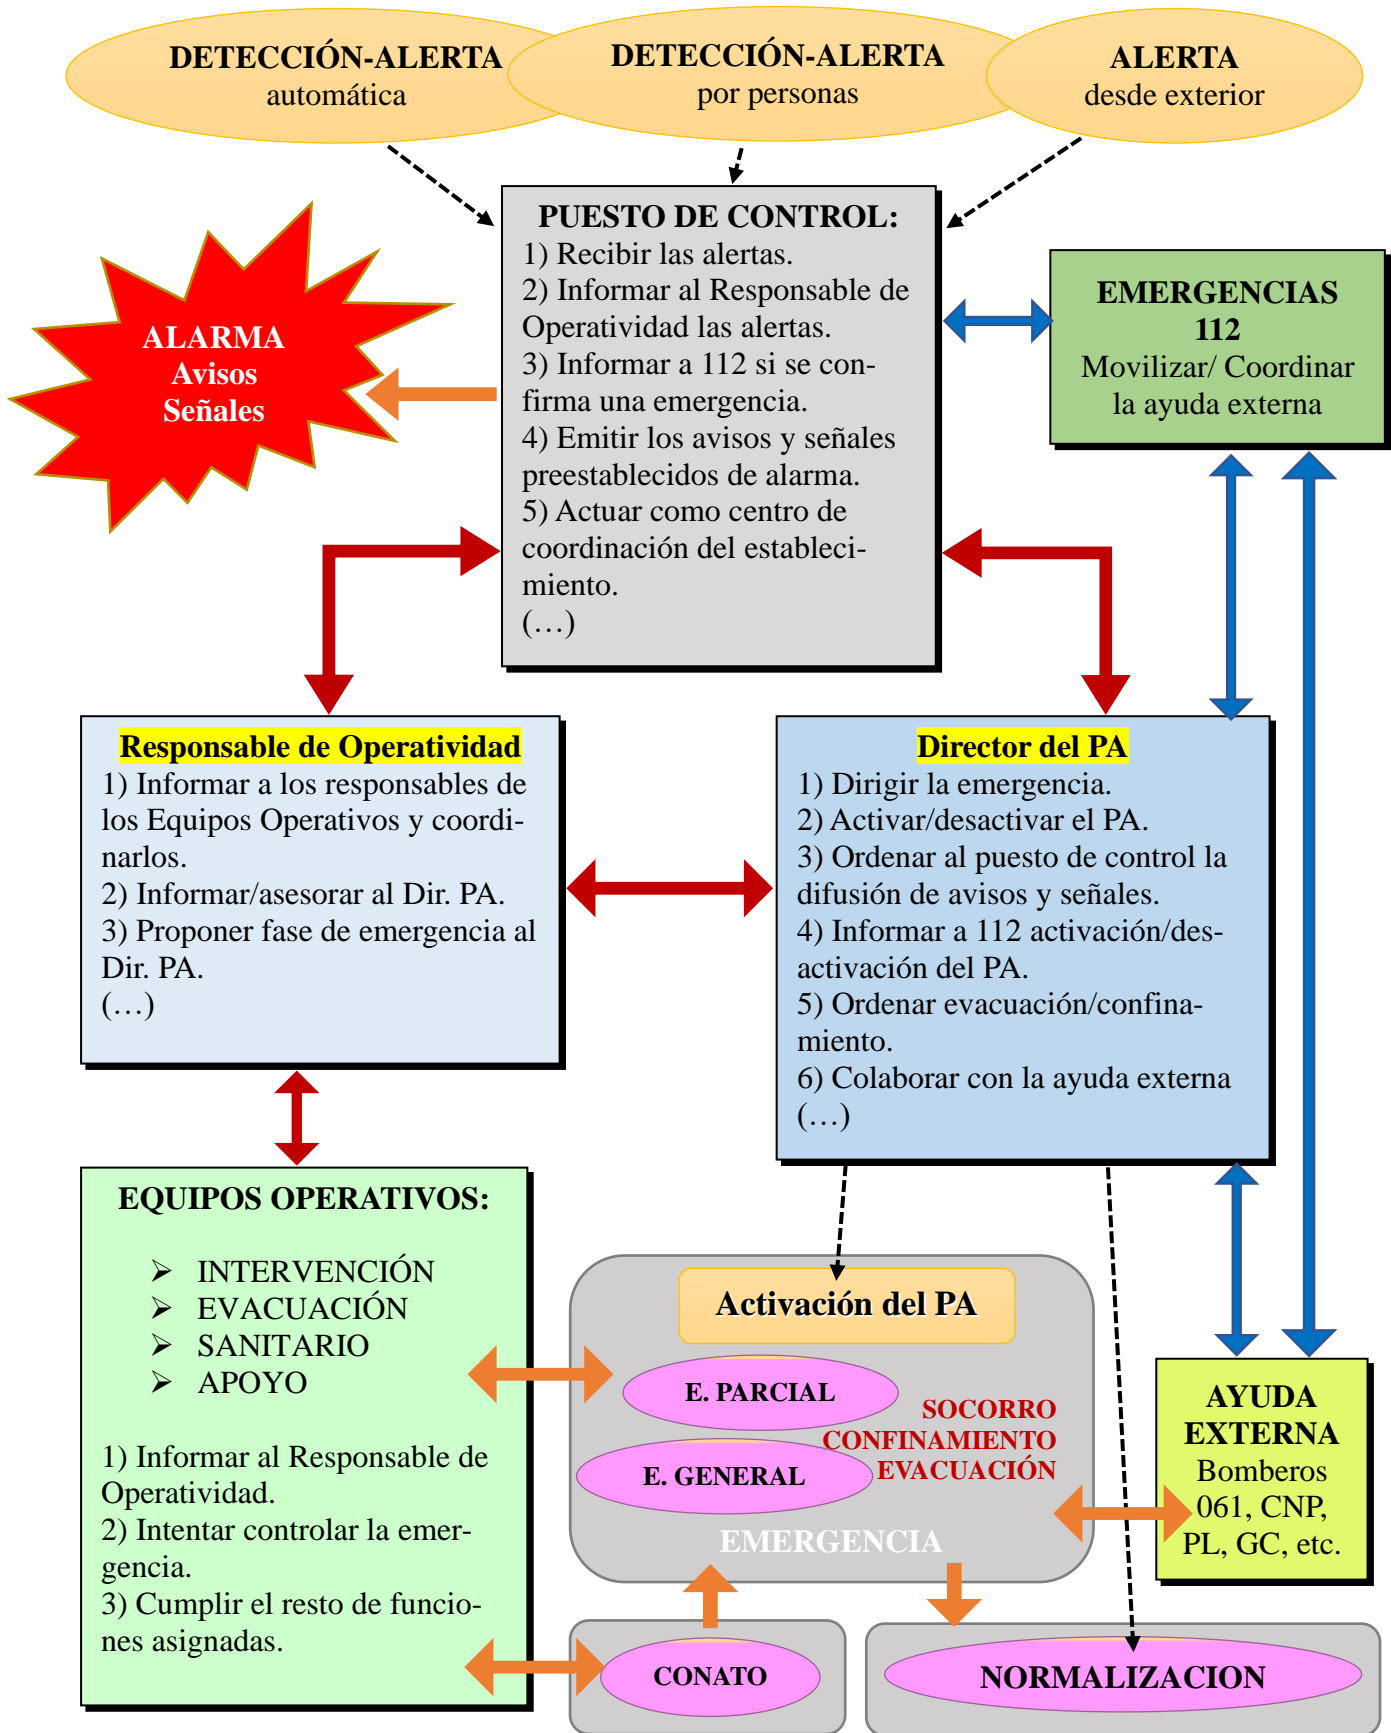 DETECCIÓN-ALERTA
automática
DETECCIÓN-ALERTA
por personas
ALERTA
desde exterior
PUESTO DE CONTROL:
1) Recibir las alertas.
2) Informar al Responsable de
Operatividad las alertas.
3) Informar a 112 si se con-
firma una emergencia.
4) Emitir los avisos y señales
preestablecidos de alarma.
5) Actuar como centro de
coordinación del estableci-
miento.
(…)
ALARMA
Avisos
Señales
EMERGENCIAS
112
Movilizar/ Coordinar
la ayuda externa
Responsable de Operatividad
1) Informar a los responsables de
los Equipos Operativos y coordi-
narlos.
2) Informar/asesorar al Dir. PA.
3) Proponer fase de emergencia al
Dir. PA.
(…)
Director del PA
1) Dirigir la emergencia.
2) Activar/desactivar el PA.
3) Ordenar al puesto de control la
difusión de avisos y señales.
4) Informar a 112 activación/des-
activación del PA.
5) Ordenar evacuación/confina-
miento.
6) Colaborar con la ayuda externa
(…)
EQUIPOS OPERATIVOS:
➢ INTERVENCIÓN
➢ EVACUACIÓN
➢ SANITARIO
➢ APOYO
1) Informar al Responsable de
Operatividad.
2) Intentar controlar la emer-
gencia.
3) Cumplir el resto de funcio-
nes asignadas.
Activación del PA
E. PARCIAL
E. GENERAL
SOCORRO
CONFINAMIENTO
EVACUACIÓN
EMERGENCIA
AYUDA
EXTERNA
Bomberos
061, CNP,
PL, GC, etc.
CONATO
NORMALIZACION